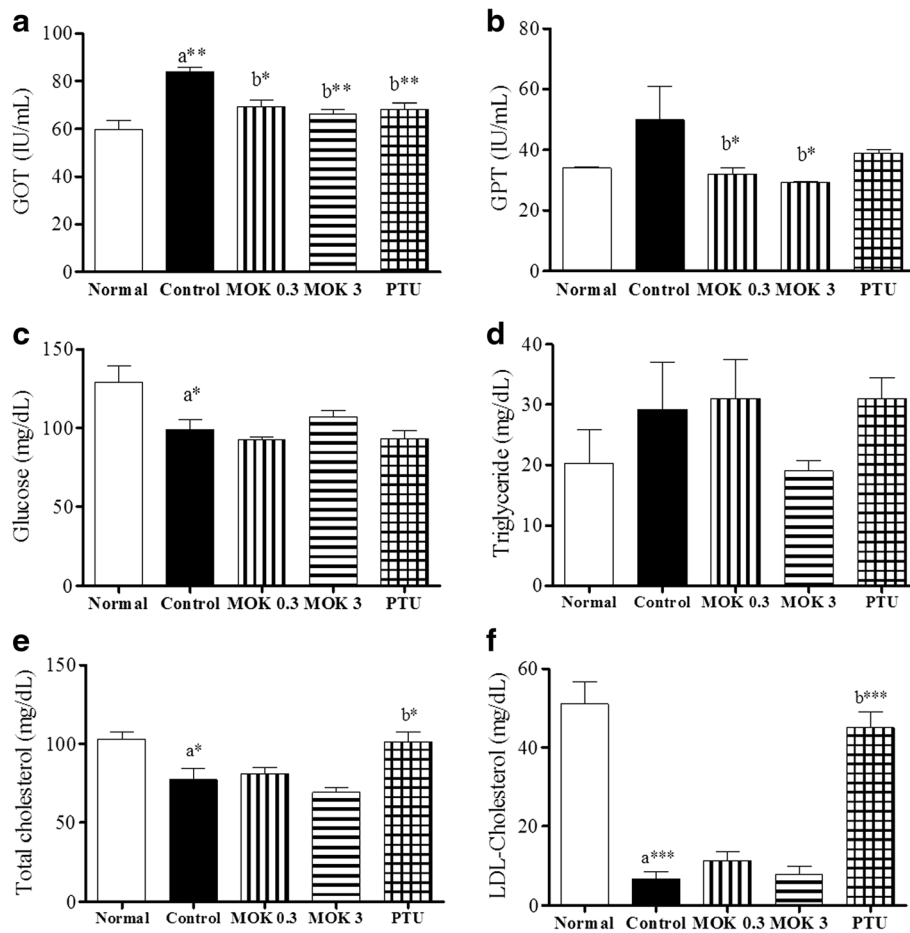 a
GOT (IU/mL)
100
80
60
40
20
0
a**
b*
b**
b**
Normal Control MOK 0.3 MOK 3 PTU
b
GPT (IU/mL)
80
60
40
20
0
b*
b*
Normal Control MOK 0.3 MOK 3 PTU
c
Glucose (mg/dL)
150
100
50
0
a*
Normal Control MOK 0.3 MOK 3 PTU
d
Triglyceride (mg/dL)
40
30
20
10
0
Normal Control MOK 0.3 MOK 3 PTU
e
Total cholesterol (mg/dL)
150
100
50
0
a*
b*
Normal Control MOK 0.3 MOK 3 PTU
f
LDL-Cholesterol (mg/dL)
60
40
20
0
a***
b***
Normal Control MOK 0.3 MOK 3 PTU